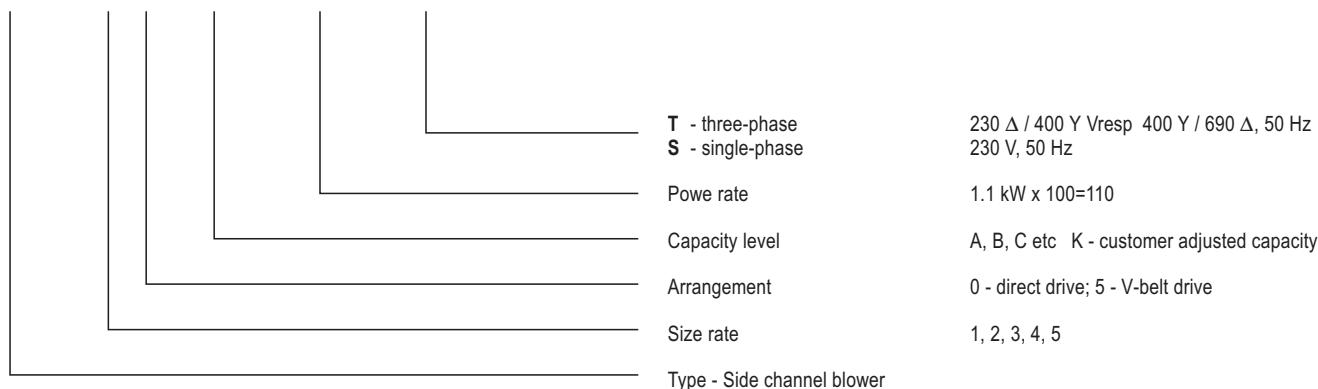 T - three-phase 230 Δ / 400 Y Vresp 400 Y / 690 Δ, 50 Hz
S - single-phase 230 V, 50 Hz
Powe rate 1.1 kW x 100=110
Capacity level A, B, C etc K - customer adjusted capacity
Arrangement 0 - direct drive; 5 - V-belt drive
Size rate 1, 2, 3, 4, 5
Type - Side channel blower